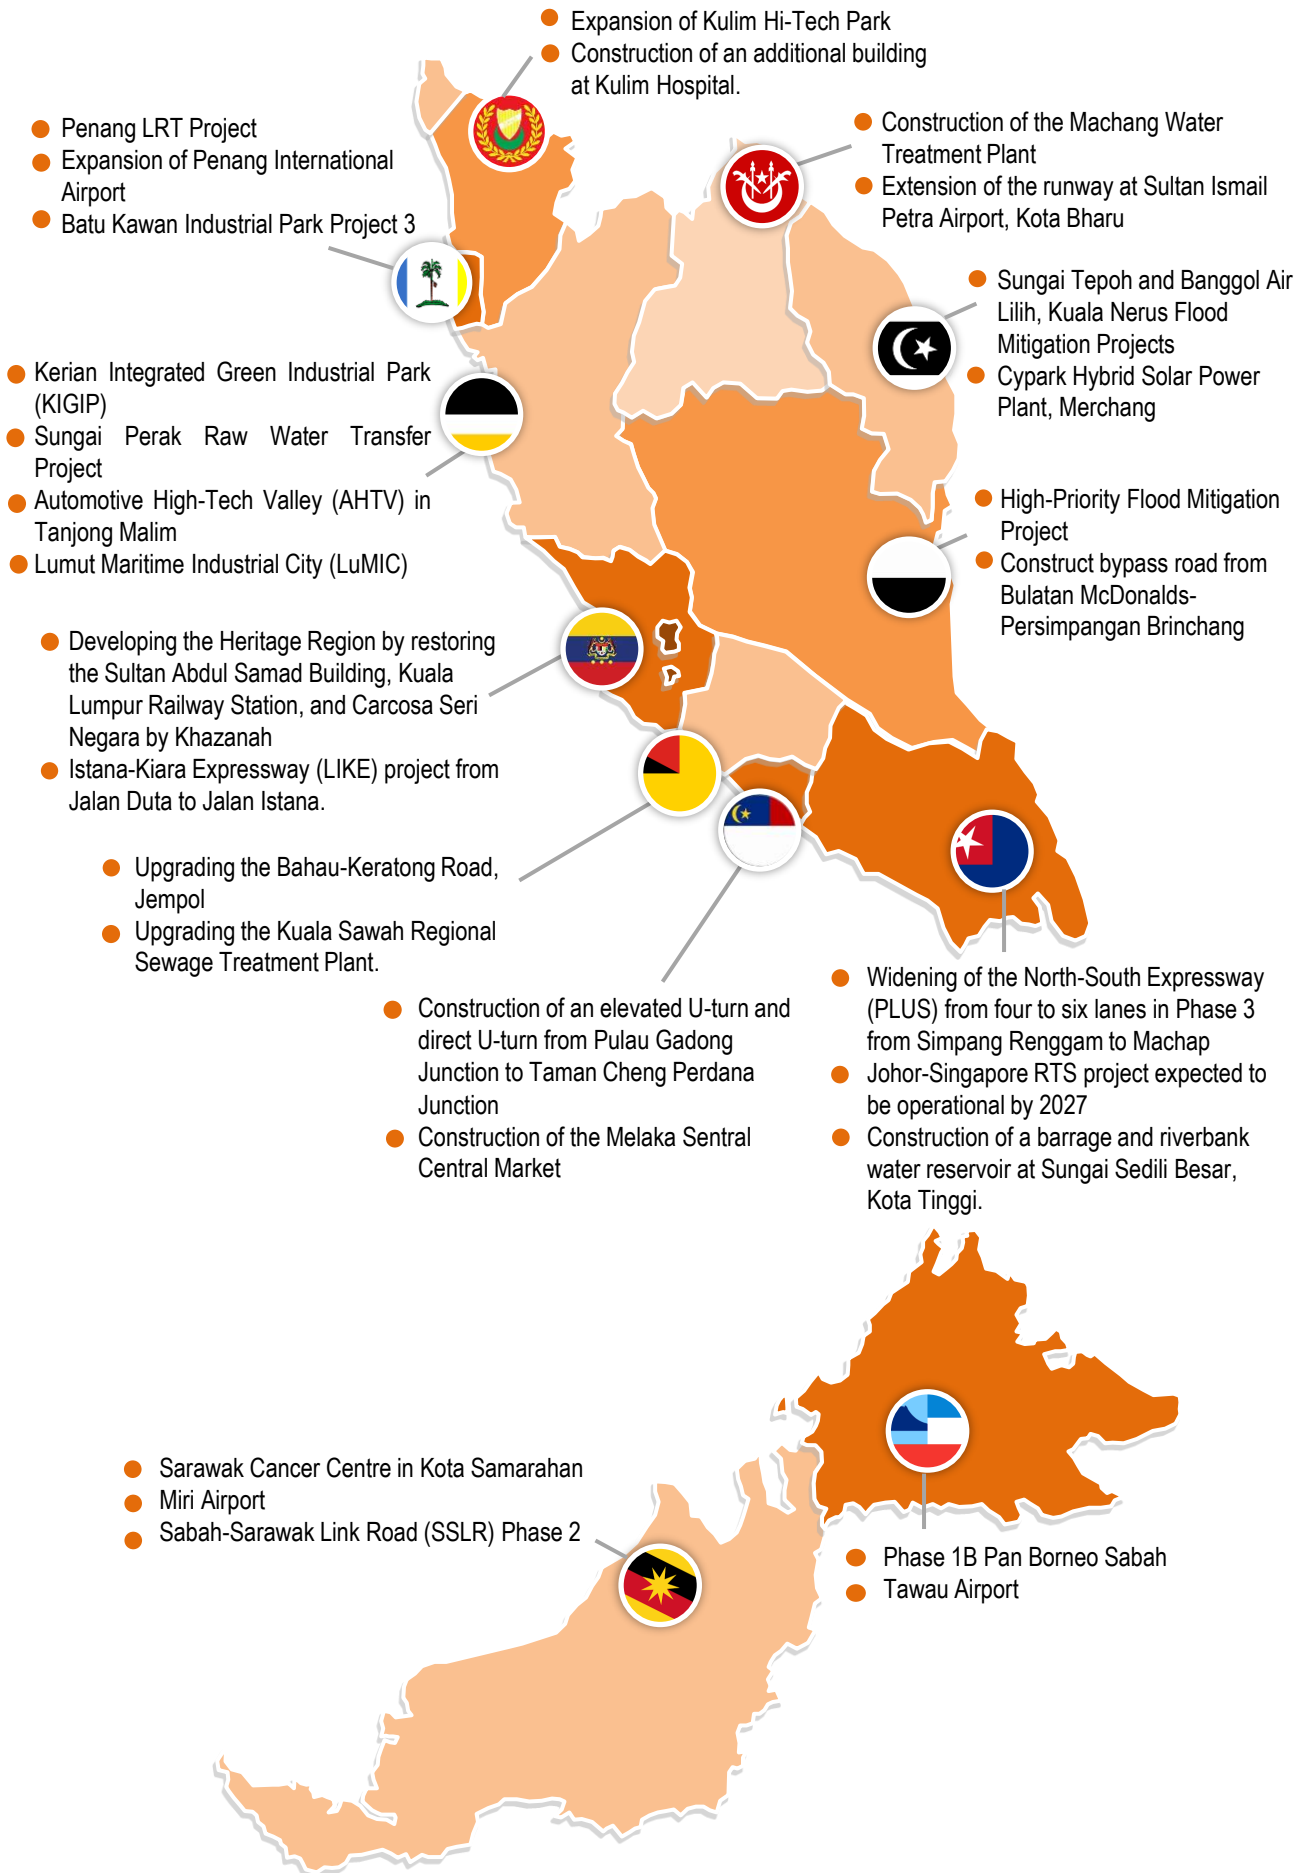 Expansion of Kulim Hi-Tech Park
Construction of an additional building
at Kulim Hospital.
Penang LRT Project
Expansion of Penang International
Airport
Batu Kawan Industrial Park Project 3
Construction of the Machang Water
Treatment Plant
Extension of the runway at Sultan Ismail
Petra Airport, Kota Bharu
Sungai Tepoh and Banggol Air
Lilih, Kuala Nerus Flood
Mitigation Projects
Cypark Hybrid Solar Power
Plant, Merchang
Kerian Integrated Green Industrial Park
(KIGIP)
Sungai Perak Raw Water Transfer
Project
Automotive High-Tech Valley (AHTV) in
Tanjong Malim
Lumut Maritime Industrial City (LuMIC)
High-Priority Flood Mitigation
Project
Construct bypass road from
Bulatan McDonalds-
Persimpangan Brinchang
Developing the Heritage Region by restoring
the Sultan Abdul Samad Building, Kuala
Lumpur Railway Station, and Carcosa Seri
Negara by Khazanah
Istana-Kiara Expressway (LIKE) project from
Jalan Duta to Jalan Istana.
Upgrading the Bahau-Keratong Road,
Jempol
Upgrading the Kuala Sawah Regional
Sewage Treatment Plant.
Construction of an elevated U-turn and
direct U-turn from Pulau Gadong
Junction to Taman Cheng Perdana
Junction
Construction of the Melaka Sentral
Central Market
Widening of the North-South Expressway
(PLUS) from four to six lanes in Phase 3
from Simpang Renggam to Machap
Johor-Singapore RTS project expected to
be operational by 2027
Construction of a barrage and riverbank
water reservoir at Sungai Sedili Besar,
Kota Tinggi.
Sarawak Cancer Centre in Kota Samarahan
Miri Airport
Sabah-Sarawak Link Road (SSLR) Phase 2
Phase 1B Pan Borneo Sabah
Tawau Airport